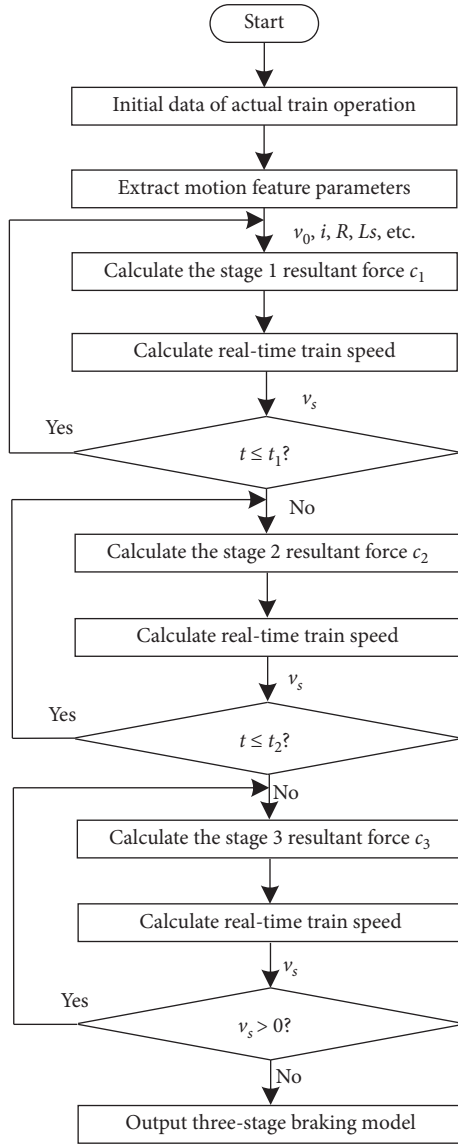 Start
Initial data of actual train operation
Extract motion feature parameters
v₀, i, R, Ls, etc.
Calculate the stage 1 resultant force c₁
Calculate real-time train speed
vₛ
Yes
t ≤ t₁?
No
Calculate the stage 2 resultant force c₂
Calculate real-time train speed
vₛ
Yes
t ≤ t₂?
No
Calculate the stage 3 resultant force c₃
Calculate real-time train speed
vₛ
Yes
vₛ > 0?
No
Output three-stage braking model